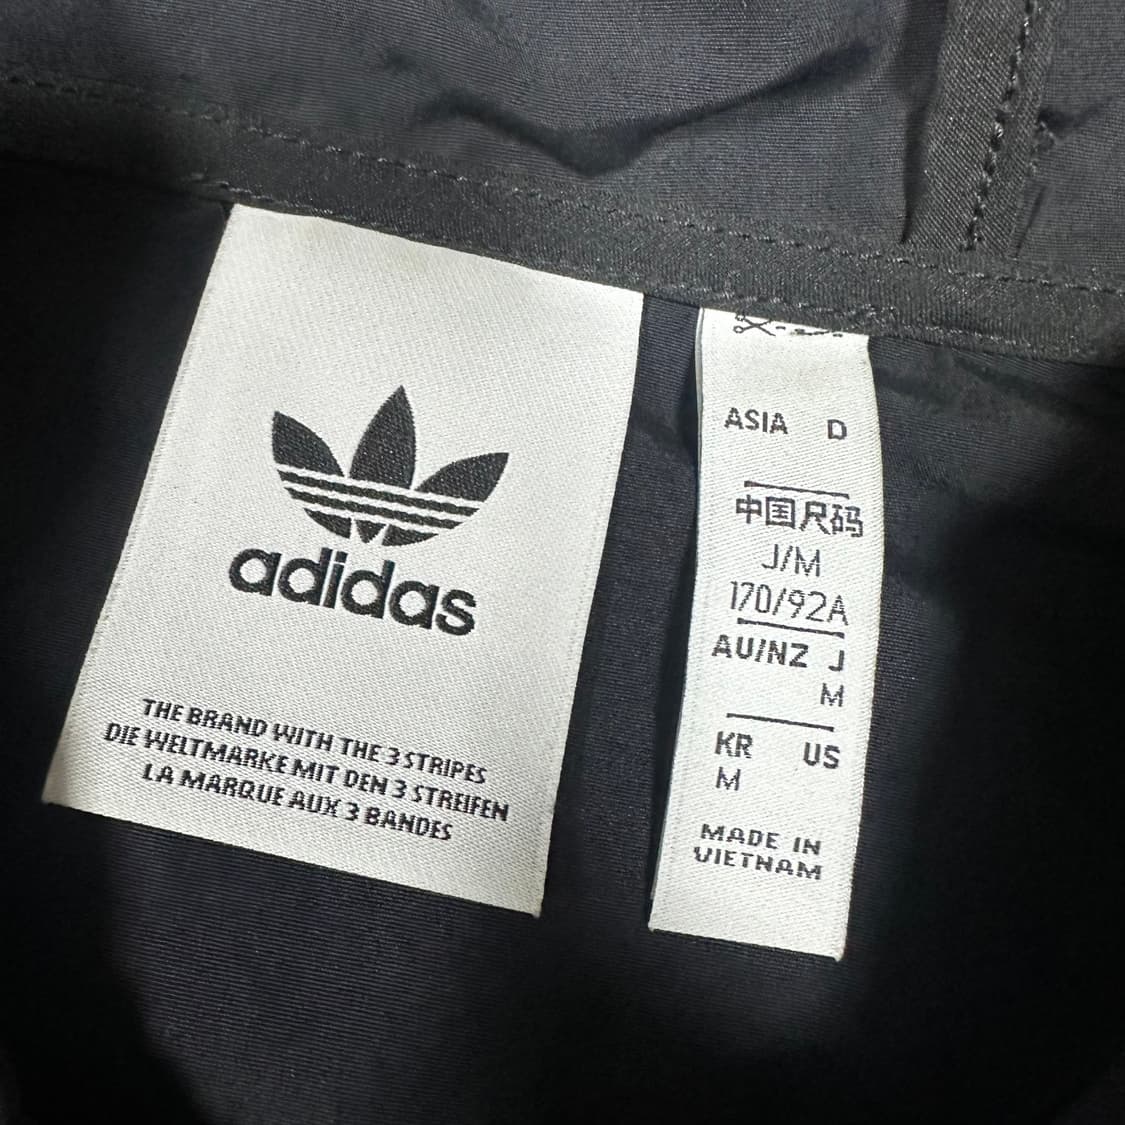 adidas
THE BRAND WITH THE 3 STRIPES
DIE WELTMARKE MIT DEN 3 STREIFEN
LA MARQUE AUX 3 BANDES
ASIA D
中国尺码
J/M
170/92A
AU/NZ J
M
KR US
M
MADE IN
VIETNAM